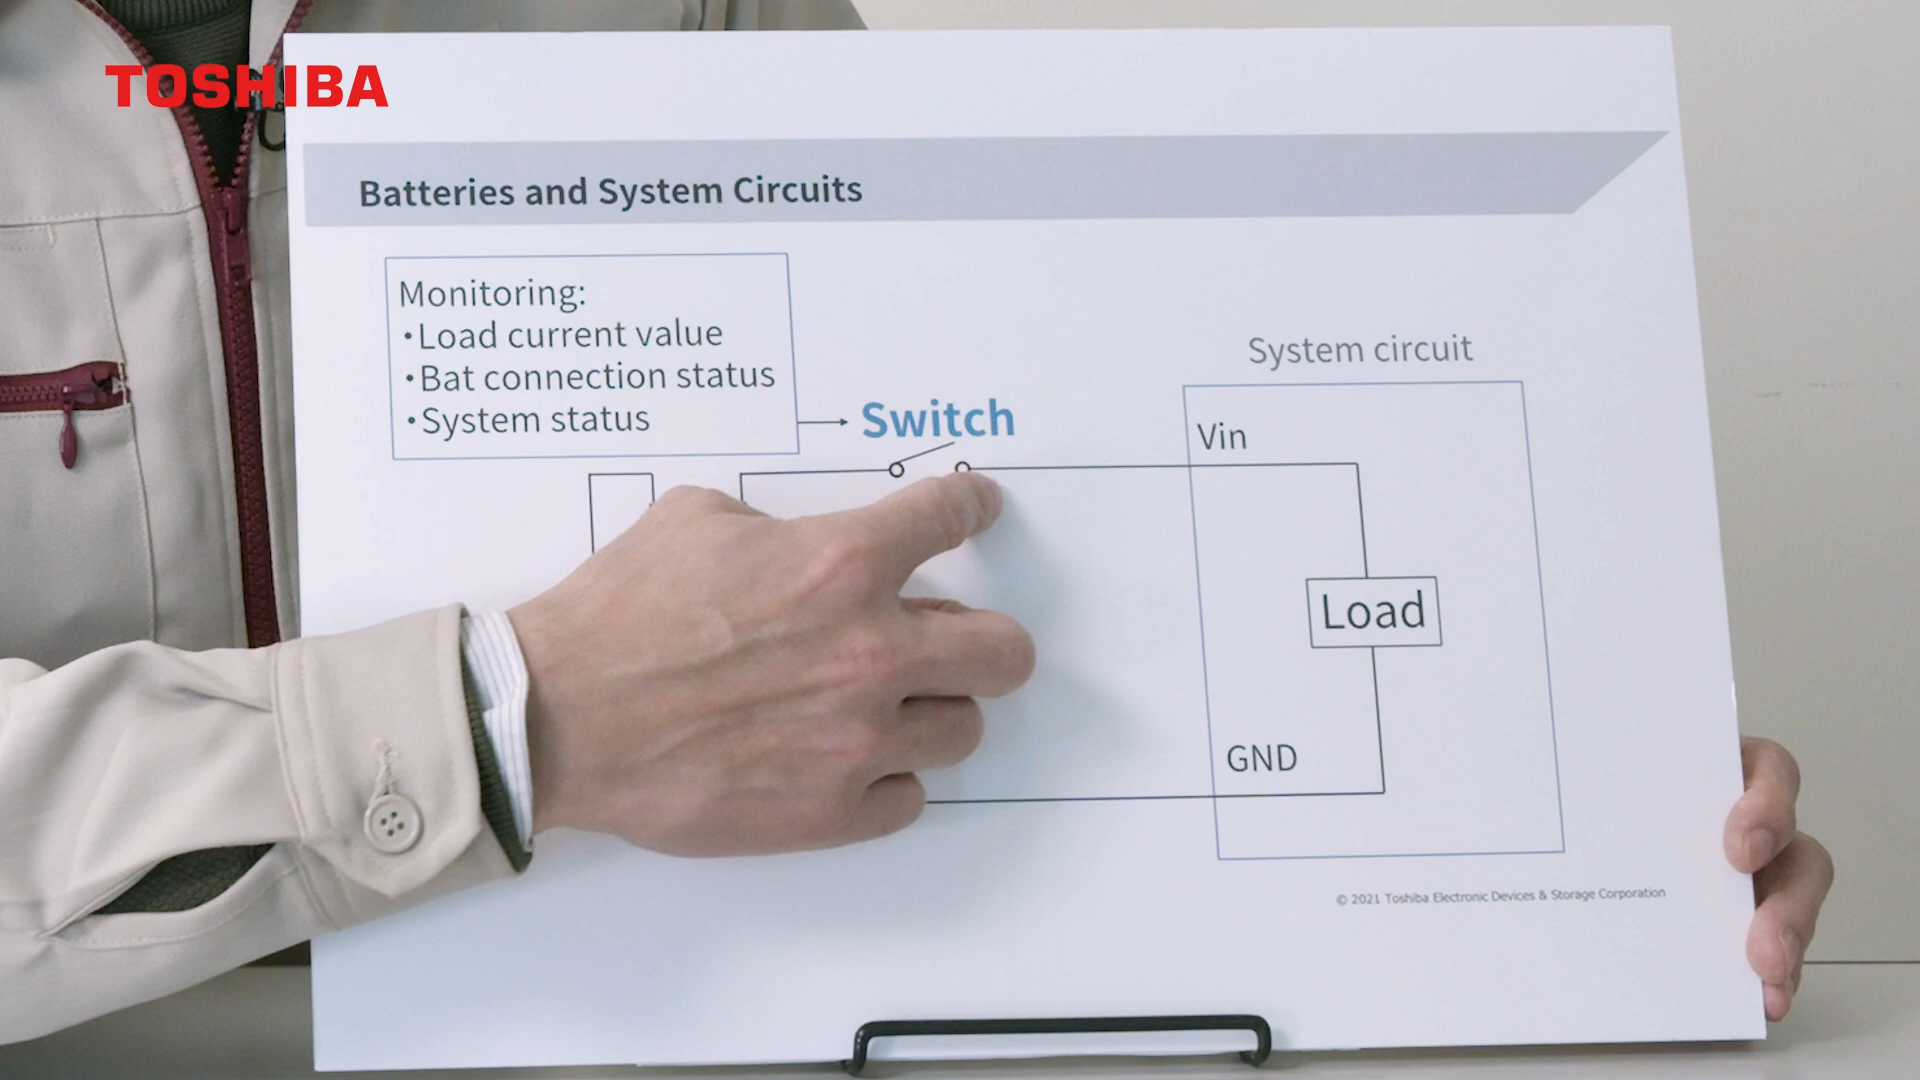 TOSHIBA
Batteries and System Circuits
Monitoring:
・Load current value
・Bat connection status
・System status
Switch
System circuit
Vin
Load
GND
© 2021 Toshiba Electronic Devices & Storage Corporation